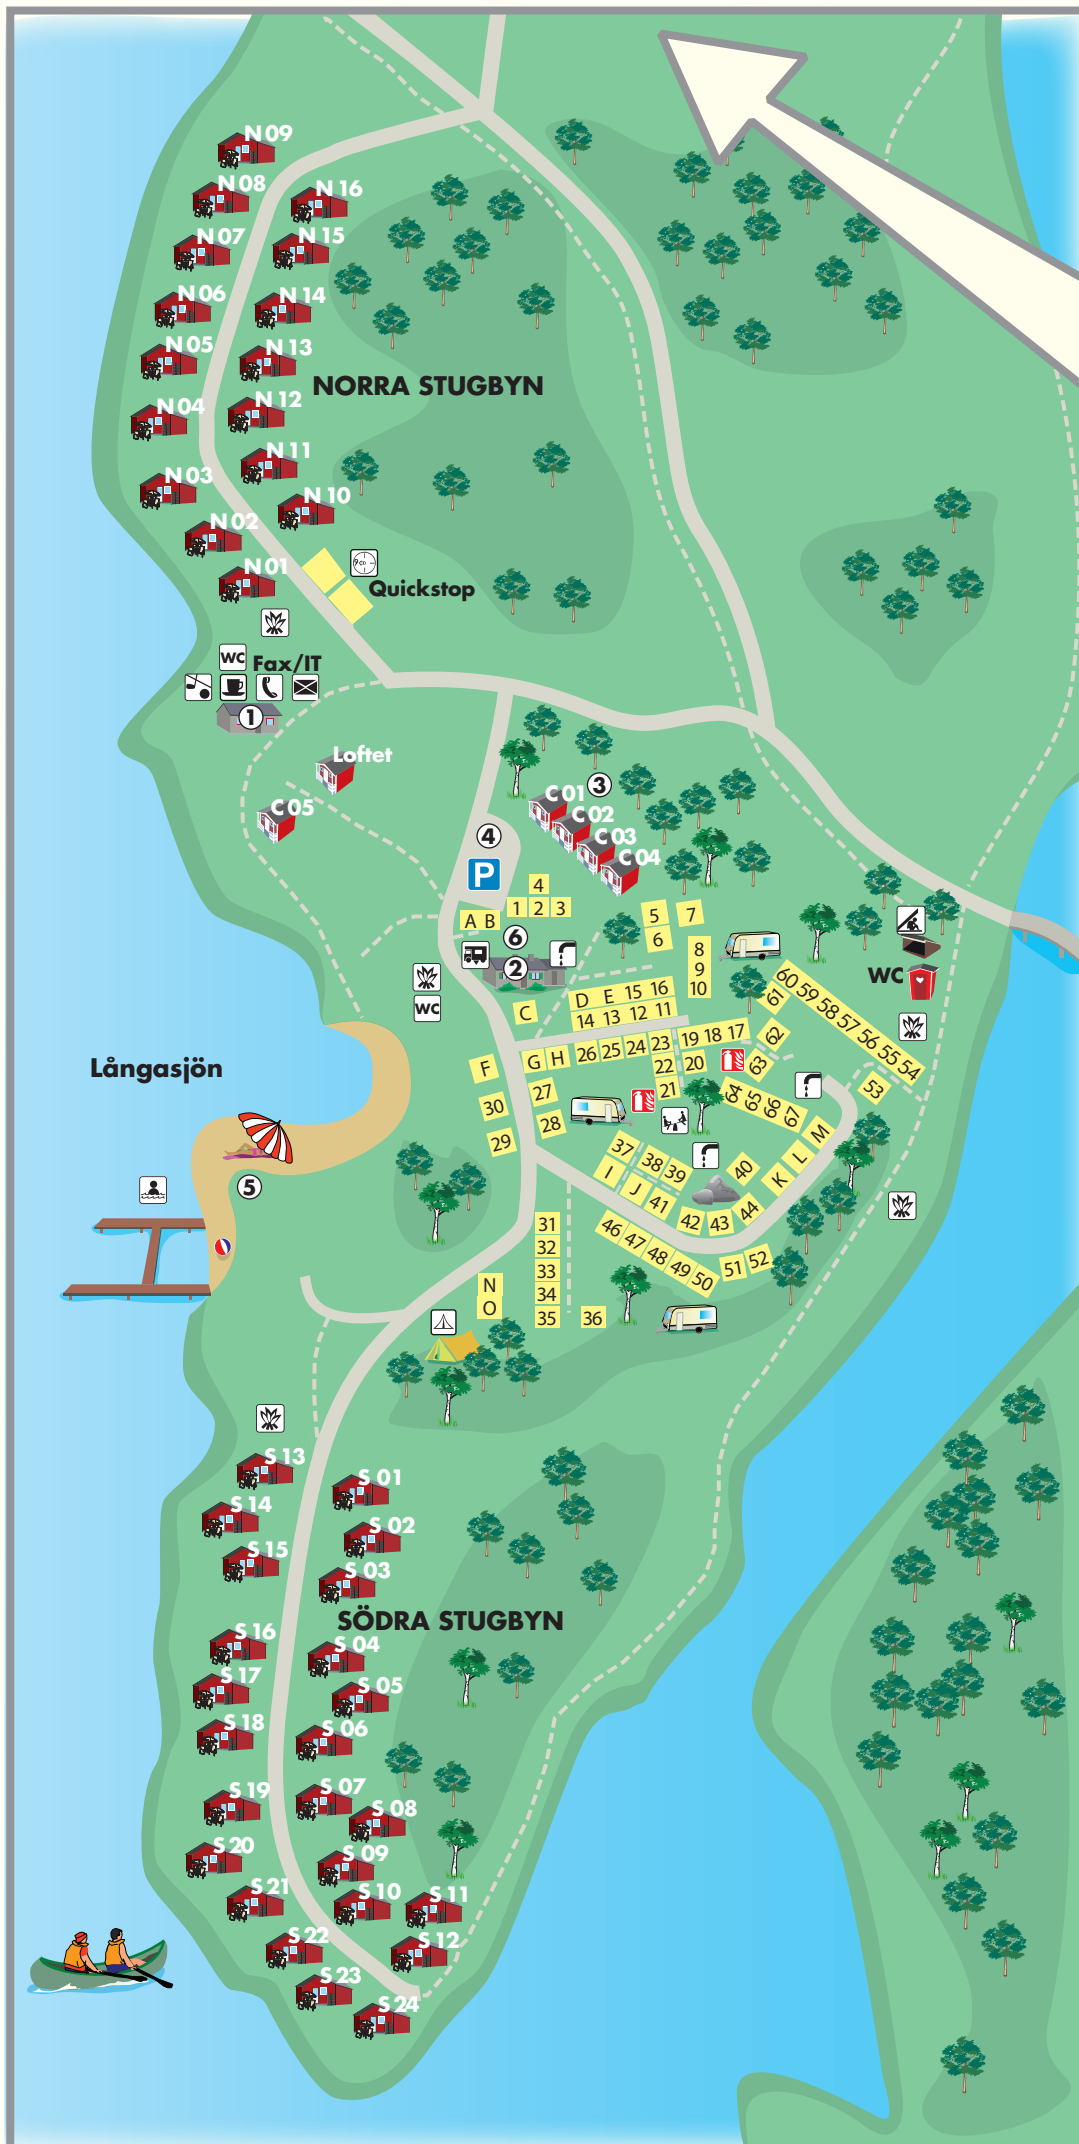 N 09
N 08
N 16
N 07
N 15
N 06
N 14
N 05
N 13
NORRA STUGBYN
N 04
N 12
N 11
N 03
N 10
N 02
N 01
Quickstop
WC
Fax/IT
1
Loftet
C 05
3
C 01
C 02
C 03
C 04
4
P
4
1 2 3
A B
5
6
7
6
2
8
9
10
WC
WC
C
D E 15 16
14 13 12 11
60 59 58 57 56 55 54
61
62
63
53
F
G H 26 25 24 23
22
21
19 18 17
20
27
28
30
29
64 65 66 67
M
L
K
37 38 39
I J 41
40
42 43 44
46 47 48 49 50
51 52
31
32
33
34
35
36
N
O
Långasjön
5
S 13
S 01
S 14
S 02
S 15
S 03
SÖDRA STUGBYN
S 16
S 04
S 17
S 05
S 18
S 06
S 19
S 07
S 08
S 20
S 09
S 21
S 10
S 11
S 22
S 12
S 23
S 24